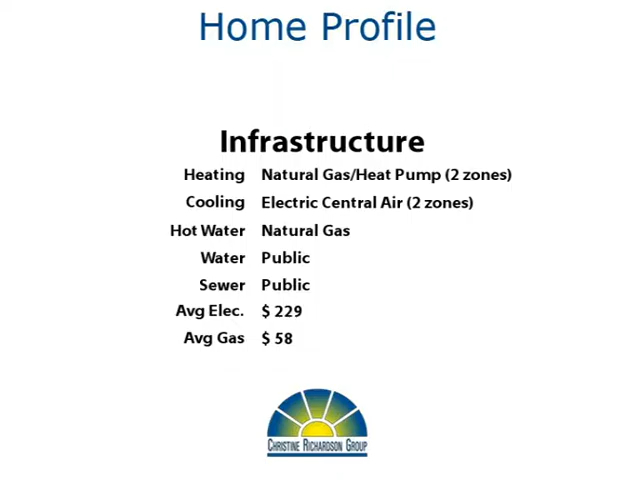 Home Profile
Infrastructure
Heating Natural Gas/Heat Pump (2 zones)
Cooling Electric Central Air (2 zones)
Hot Water Natural Gas
Water Public
Sewer Public
Avg Elec. $ 229
Avg Gas $ 58
CHRISTINE RICHARDSON GROUP